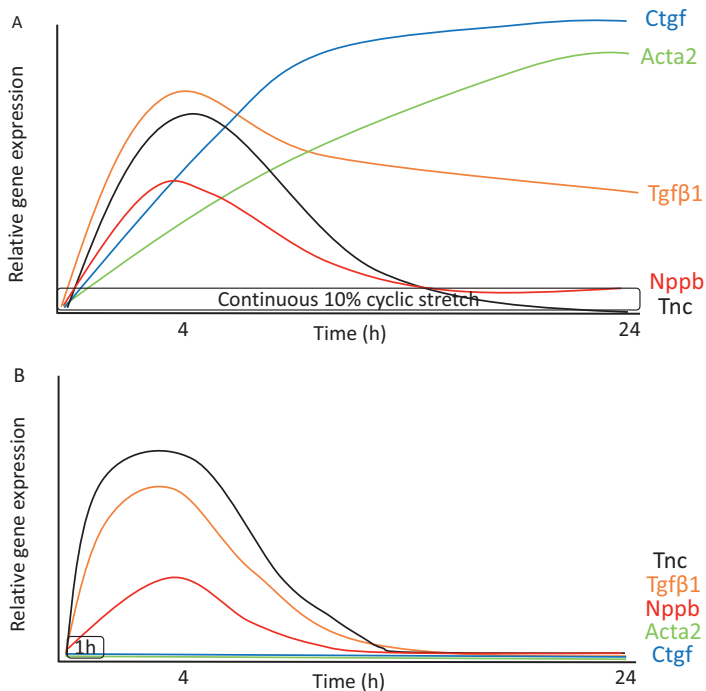 A
Relative gene expression
Ctgf
Acta2
Tgfβ1
Nppb
Tnc
Continuous 10% cyclic stretch
4
Time (h)
24
B
Relative gene expression
Tnc
Tgfβ1
Nppb
Acta2
Ctgf
1h
4
Time (h)
24